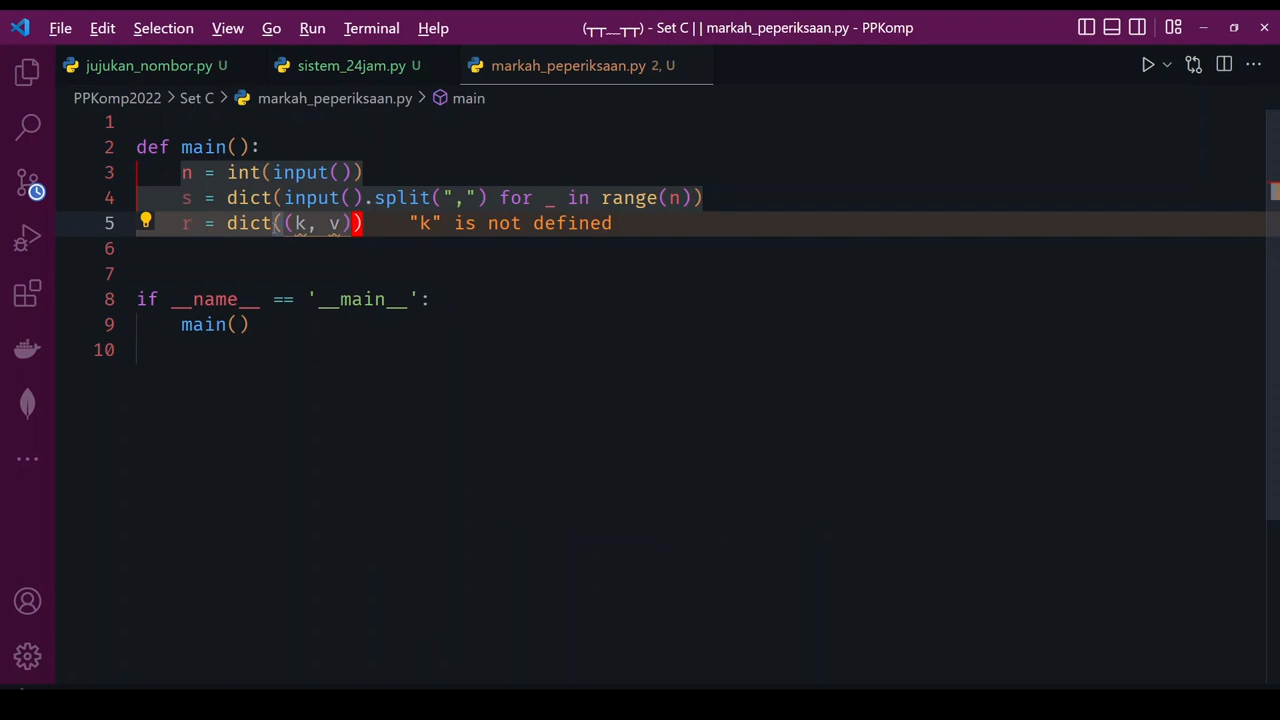 File Edit Selection View Go Run Terminal Help (┬┬﹏┬┬) - Set C || markah_peperiksaan.py - PPKomp
jujukan_nombor.py U sistem_24jam.py U markah_peperiksaan.py 2, U
PPKomp2022 > Set C > markah_peperiksaan.py > main
1
2 def main():
3 n = int(input())
4 s = dict(input().split(",") for _ in range(n))
5 r = dict((k, v)) "k" is not defined
6
7
8 if __name__ == '__main__':
9 main()
10